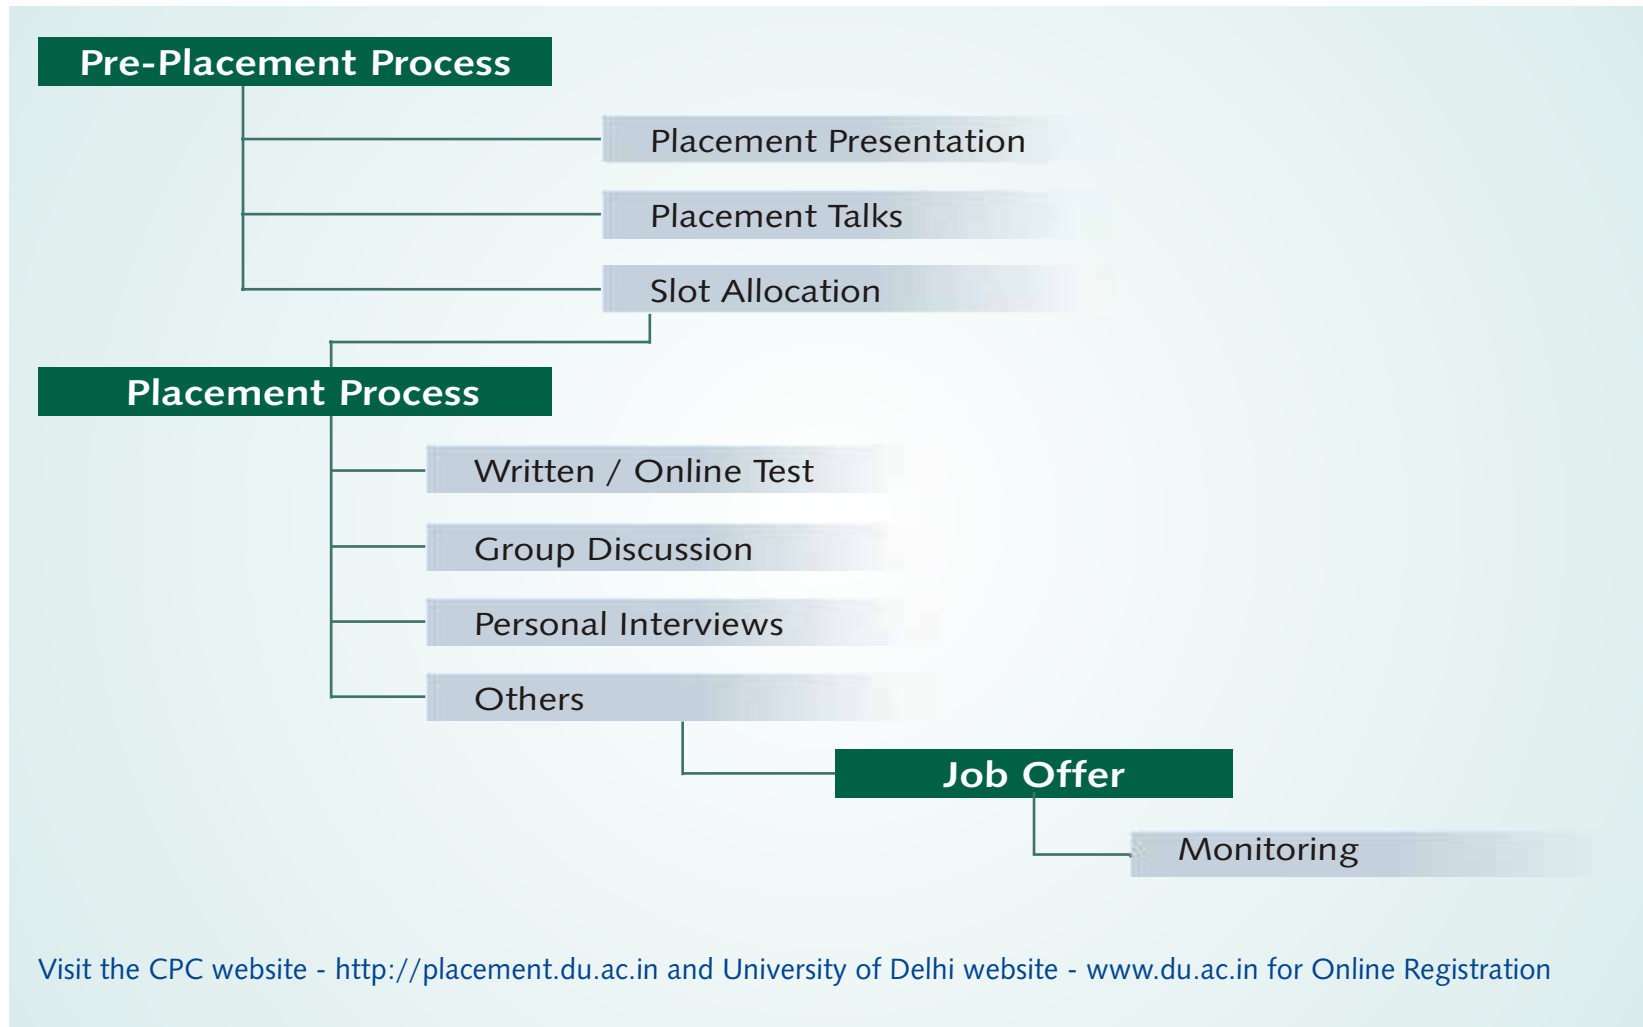 Pre-Placement Process
Placement Presentation
Placement Talks
Slot Allocation
Placement Process
Written / Online Test
Group Discussion
Personal Interviews
Others
Job Offer
Monitoring
Visit the CPC website - http://placement.du.ac.in and University of Delhi website - www.du.ac.in for Online Registration